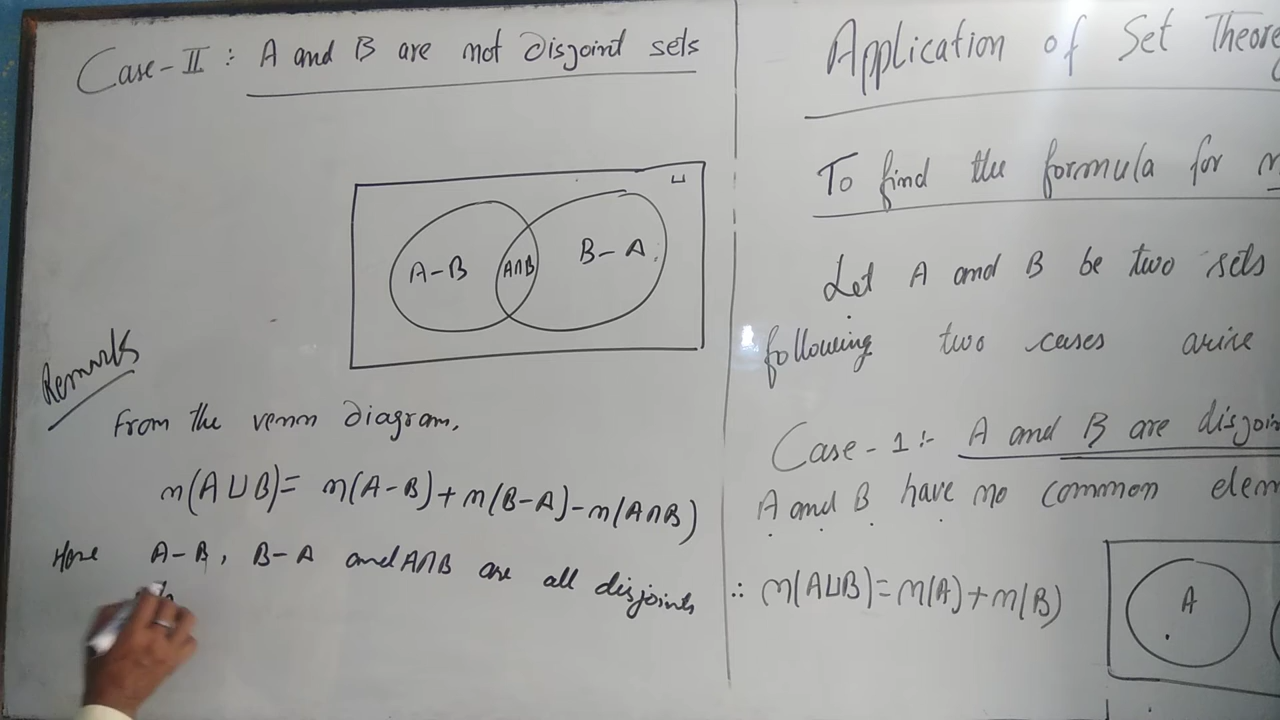 Case-II : A and B are not Disjoint sets
U
A-B
A∩B
B-A
Remarks
From the venn Diagram,
n(A∪B)= n(A-B)+n(B-A)-n(A∩B)
Here A-B, B-A and A∩B are all disjoints
Application of Set Theory
To find the formula for
Let A and B be two sets
following two cases arise
Case-1:- A and B are disjoin
A and B have no common elem
∴ n(A∪B)=n(A)+n(B)
A